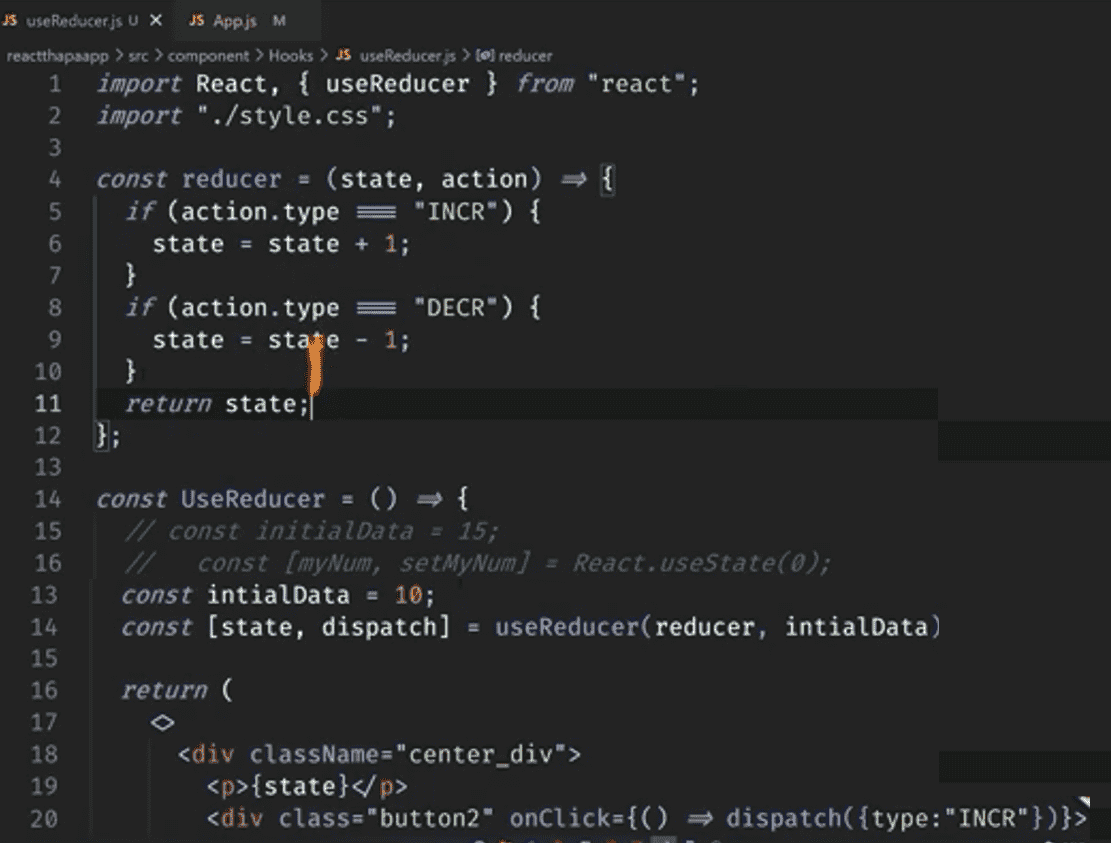 JS useReducer.js U × JS App.js M
reactthapaapp > src > component > Hooks > JS useReducer.js > reducer
1 import React, { useReducer } from "react";
2 import "./style.css";
3
4 const reducer = (state, action) => {
5 if (action.type === "INCR") {
6 state = state + 1;
7 }
8 if (action.type === "DECR") {
9 state = state - 1;
10 }
11 return state;
12 };
13
14 const UseReducer = () => {
15 // const initialData = 15;
16 // const [myNum, setMyNum] = React.useState(0);
13 const intialData = 10;
14 const [state, dispatch] = useReducer(reducer, intialData)
15
16 return (
17 <>
18 <div className="center_div">
19 <p>{state}</p>
20 <div class="button2" onClick={() => dispatch({type:"INCR"})}>